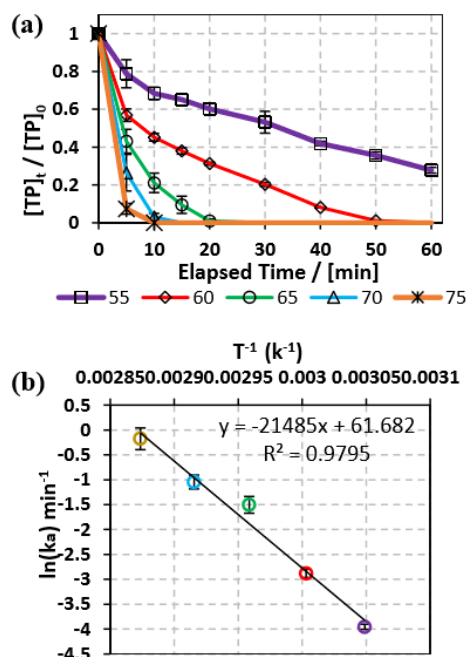 (a)
1
0.8
0.6
0.4
0.2
0
[TP]t / [TP]0
0 10 20 30 40 50 60
Elapsed Time / [min]
55 60 65 70 75
T-1 (k-1)
(b)
0.00285 0.0029 0.00295 0.003 0.00305 0.0031
y = -21485x + 61.682
R² = 0.9795
0.5
0
-0.5
-1
-1.5
-2
-2.5
-3
-3.5
-4
-4.5
ln(ka) min-1